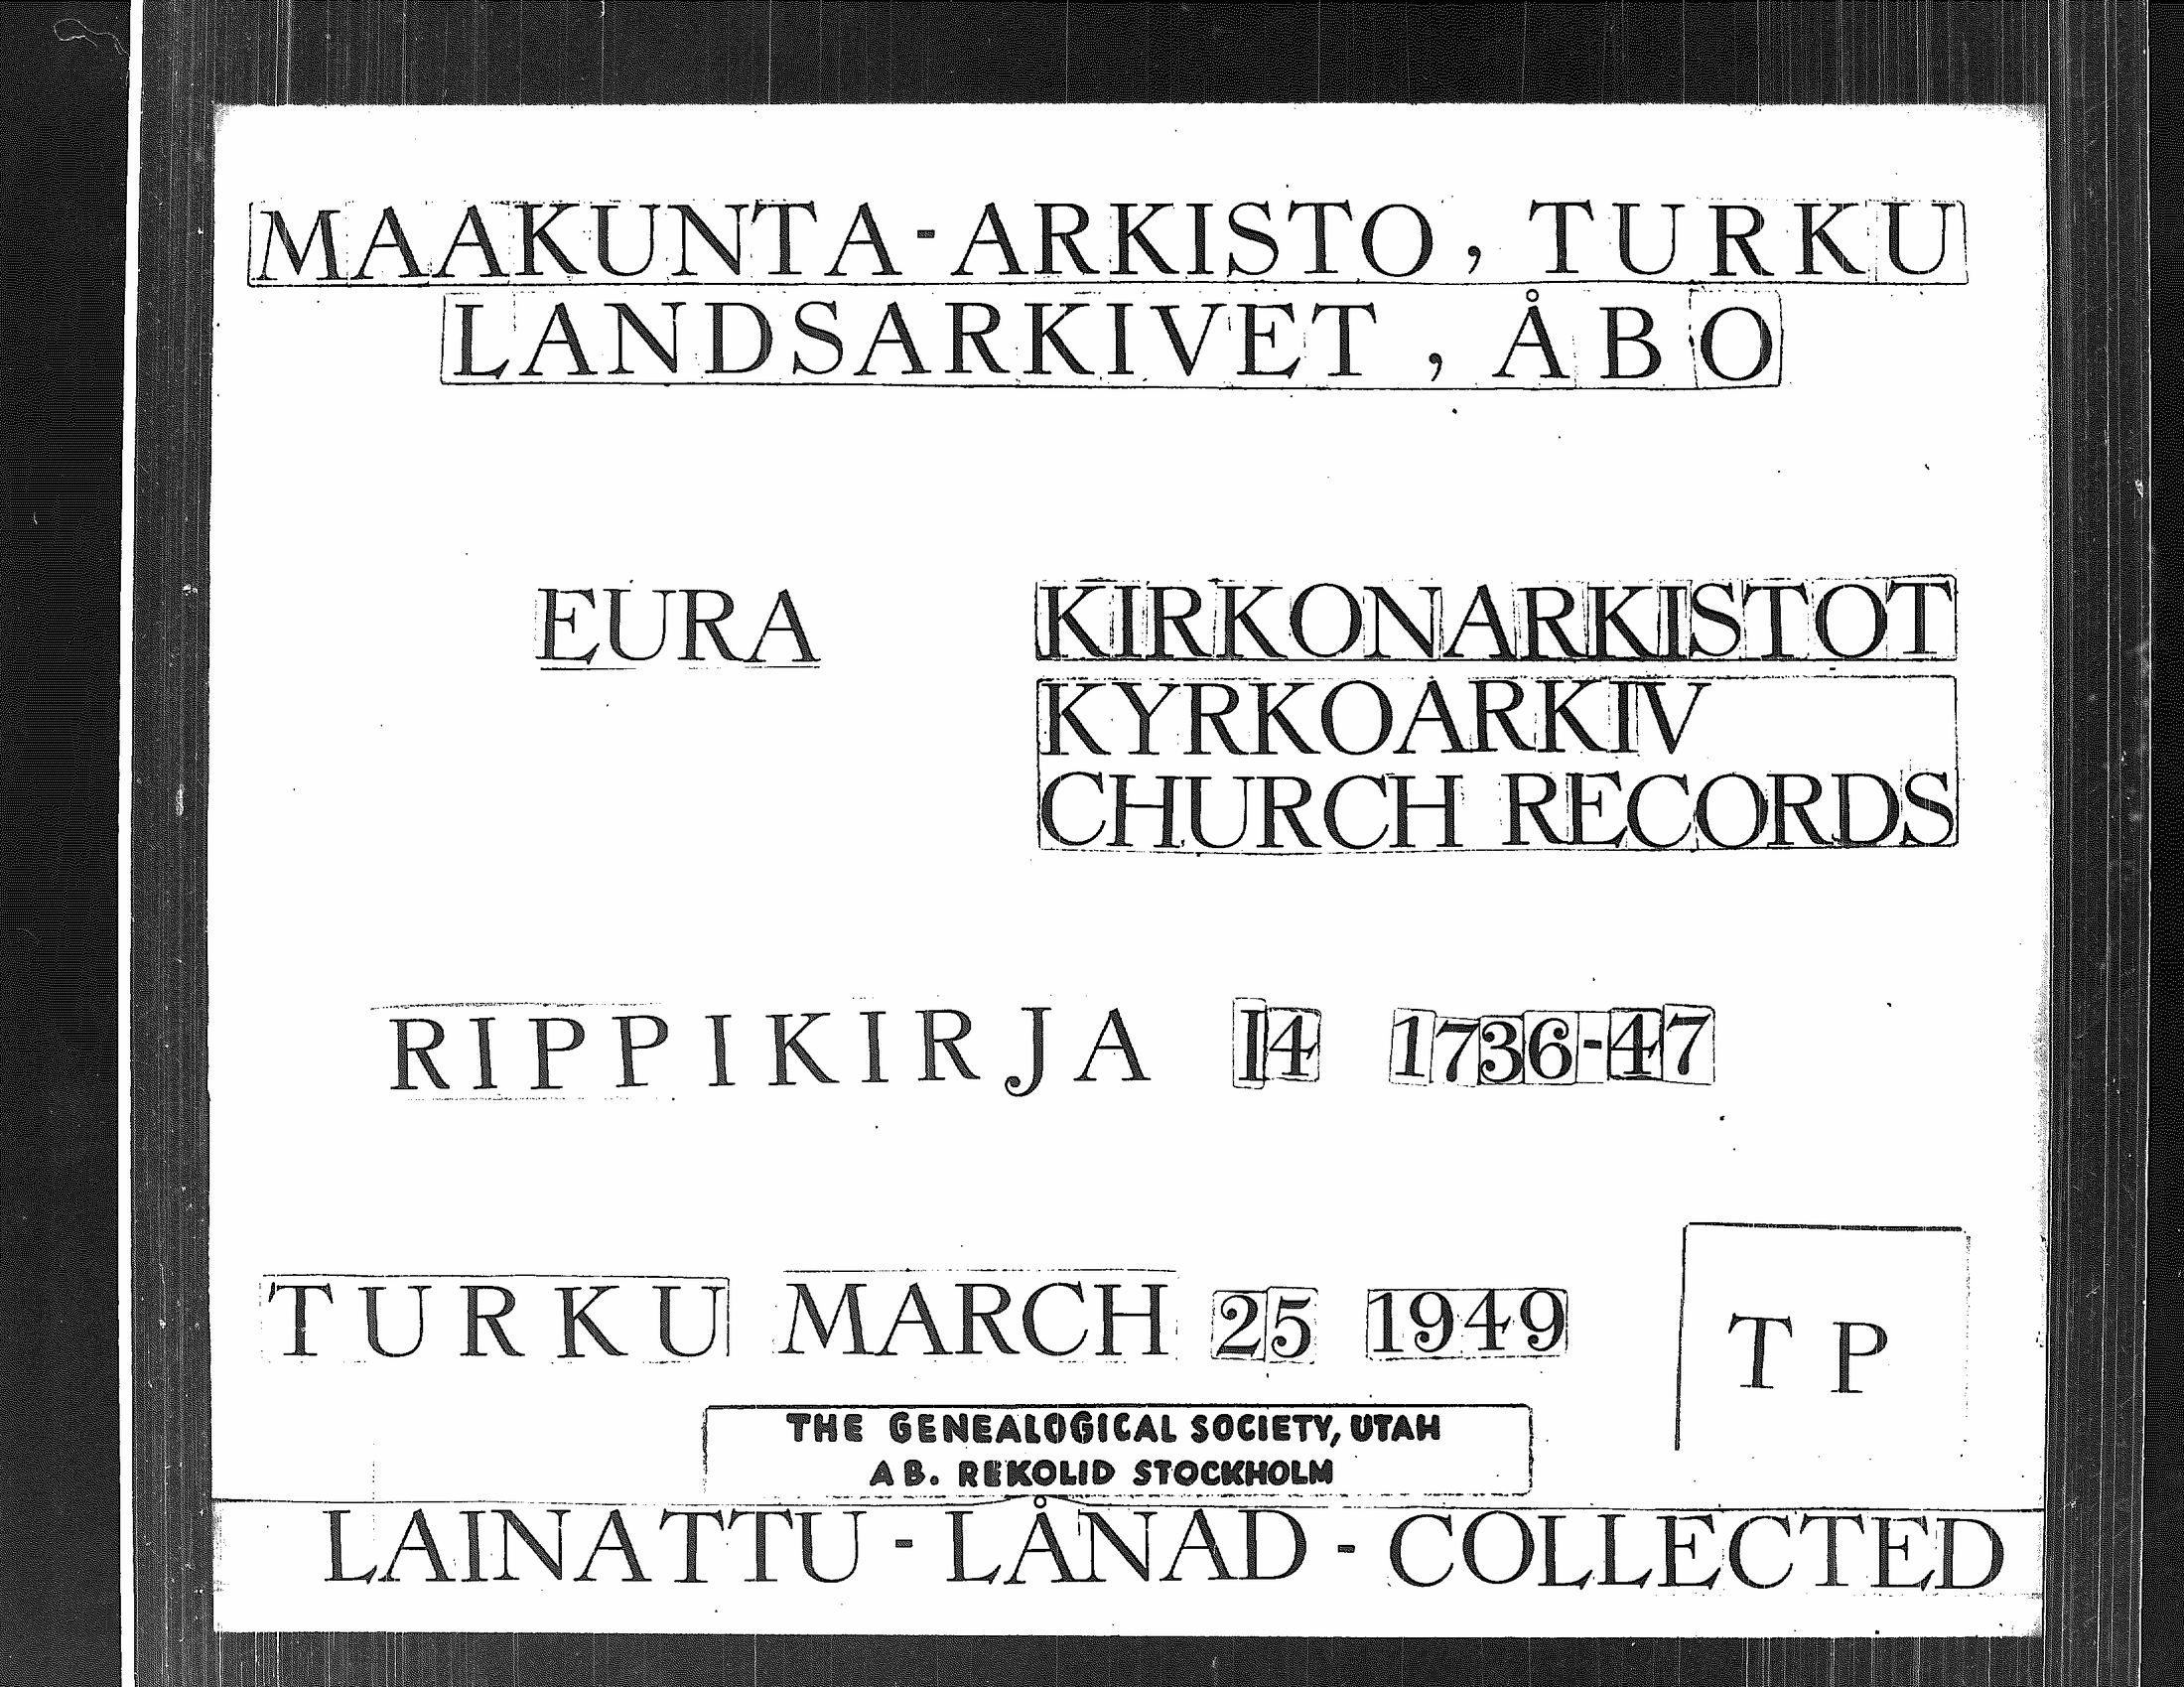 MAAKUNTA-ARKISTO, TURKU
LANDSARKIVET, ÅBO
EURA KIRKONARKISTOT
KYRKOARKIV
CHURCH RECORDS
RIPPIKIRJA I4 1736-47
TURKU MARCH 25 1949
TP
THE GENEALOGICAL SOCIETY, UTAH
AB. REKOLID STOCKHOLM
LAINATTU - LÅNAD - COLLECTED